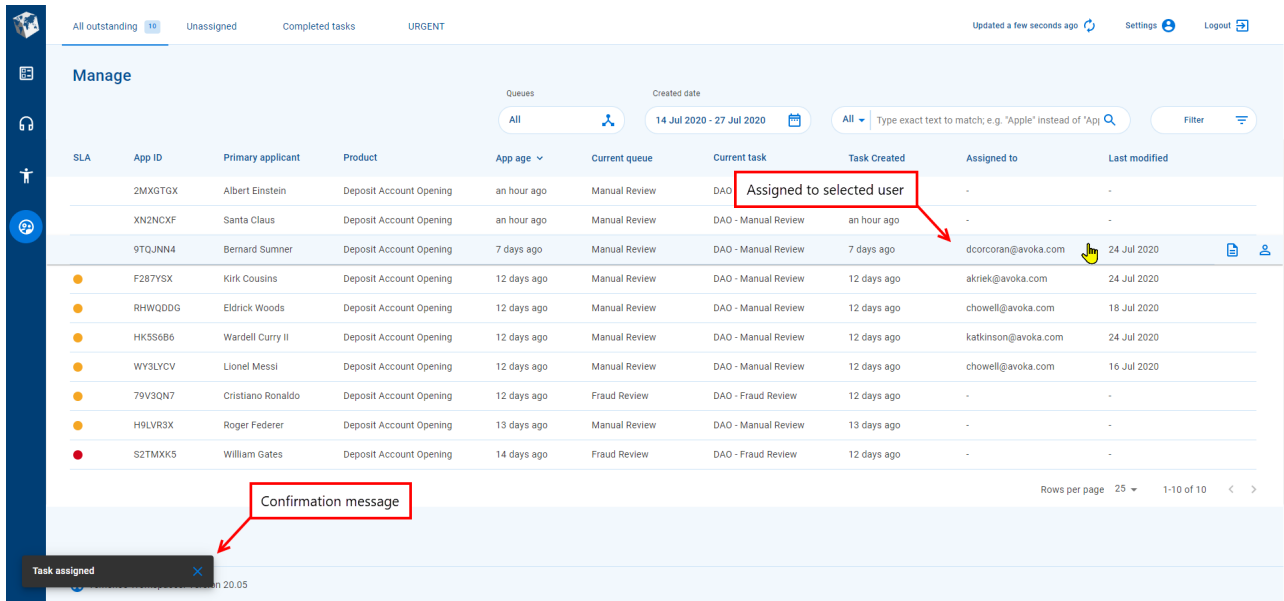 All outstanding 10 Unassigned Completed tasks URGENT Updated a few seconds ago Settings Logout
Manage
Queues Created date
All 14 Jul 2020 - 27 Jul 2020 All Type exact text to match; e.g. "Apple" instead of "Ap Filter
SLA App ID Primary applicant Product App age Current queue Current task Task Created Assigned to Last modified
2MXGTGX Albert Einstein Deposit Account Opening an hour ago Manual Review DAO - -
Assigned to selected user
XN2NCXF Santa Claus Deposit Account Opening an hour ago Manual Review DAO - Manual Review an hour ago - -
9TQJNN4 Bernard Sumner Deposit Account Opening 7 days ago Manual Review DAO - Manual Review 7 days ago dcorcoran@avoka.com 24 Jul 2020
F287YSX Kirk Cousins Deposit Account Opening 12 days ago Manual Review DAO - Manual Review 12 days ago akriek@avoka.com 24 Jul 2020
RHWQDDG Eldrick Woods Deposit Account Opening 12 days ago Manual Review DAO - Manual Review 12 days ago chowell@avoka.com 18 Jul 2020
HK5S6B6 Wardell Curry II Deposit Account Opening 12 days ago Manual Review DAO - Manual Review 12 days ago katkinson@avoka.com 24 Jul 2020
WY3LYCV Lionel Messi Deposit Account Opening 12 days ago Manual Review DAO - Manual Review 12 days ago chowell@avoka.com 16 Jul 2020
79V3QN7 Cristiano Ronaldo Deposit Account Opening 12 days ago Fraud Review DAO - Fraud Review 12 days ago - -
H9LVR3X Roger Federer Deposit Account Opening 13 days ago Manual Review DAO - Manual Review 13 days ago - -
S2TMXK5 William Gates Deposit Account Opening 14 days ago Fraud Review DAO - Fraud Review 12 days ago - -
Rows per page 25 1-10 of 10
Confirmation message
Task assigned
20.05